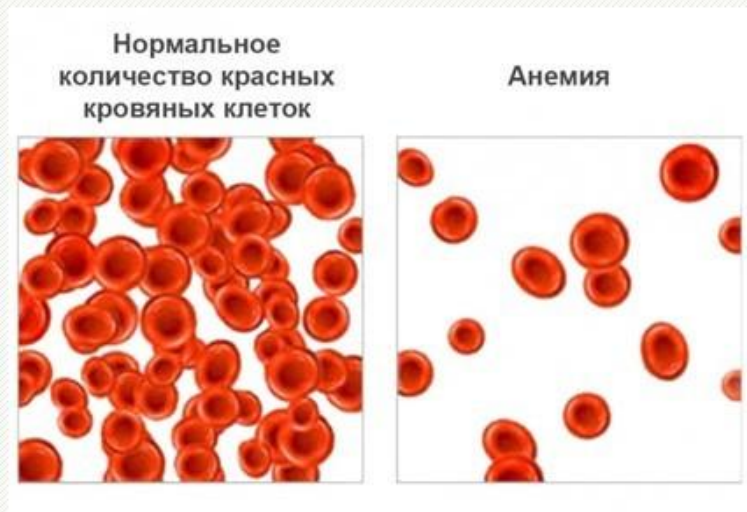 Нормальное
количество красных
кровяных клеток
Анемия